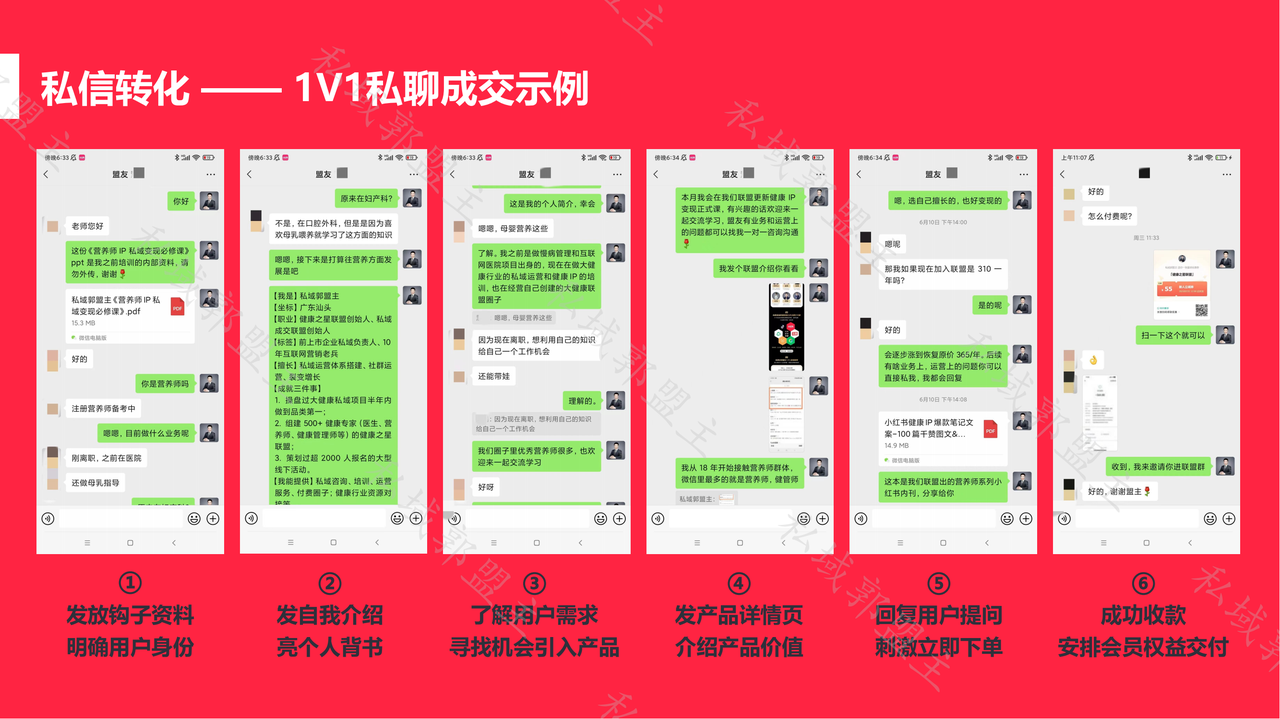 私信转化 —— 1V1私聊成交示例
傍晚6:33
盟友
你好
老师您好
这份《营养师 IP 私域变现必修课》
ppt 是我之前培训的内部资料，请
勿外传，谢谢🌹
私域郭盟主《营养师 IP 私
域变现必修课》.pdf
15.3 MB
PDF
微信电脑版
好的
你是营养师吗
注册营养师备考中
嗯嗯，目前做什么业务呢
刚离职，之前在医院
还做母乳指导
①
发放钩子资料
明确用户身份
傍晚6:33
盟友
原来在妇产科?
不是，在口腔外科，但是是因为喜
欢母乳喂养就学习了这方面的知识
嗯嗯，接下来是打算往营养方面发
展是吧
【我是】私域郭盟主
【坐标】广东汕头
【职业】健康之星联盟创始人、私域
成交联盟创始人
【标签】前上市企业私域负责人、10
年互联网营销老兵
【擅长】私域运营体系搭建、社群运
营、裂变增长
【成就三件事】
1. 操盘过大健康私域项目半年内
做到品类第一；
2. 组建 500+ 健康专家（医生、营
养师、健康管理师等）的健康之星
联盟；
3. 策划过超 2000 人报名的大型
线下活动。
【我能提供】私域咨询、培训、运营
服务、付费圈子；健康行业资源对
接等
②
发自我介绍
亮个人背书
傍晚6:33
盟友
这是我的个人简介，幸会
嗯嗯，母婴营养这些
了解。我之前是做慢病管理和互联
网医院项目出身的，现在在做大健
康行业的私域运营和健康 IP 的培
训，也在经营自己创建的大健康联
盟圈子
嗯嗯，母婴营养这些
因为现在离职，想利用自己的知识
给自己一个工作机会
还能带娃
理解的。
：因为现在离职，想利用自己的知识
给自己一个工作机会
我们圈子里优秀营养师很多，也欢
迎来一起交流学习
好呀
③
了解用户需求
寻找机会引入产品
傍晚6:34
盟友
本月我会在我们联盟更新健康 IP
变现正式课，有兴趣的话欢迎来一
起交流学习，盟友有业务和运营上
的问题都可以找我一对一咨询沟通
🌹
我发个联盟介绍你看看
我从 18 年开始接触营养师群体，
微信里最多的就是营养师，健管师
私域郭盟主：
④
发产品详情页
介绍产品价值
傍晚6:34
盟友
嗯，选自己擅长的，也好变现的
6月10日 下午14:00
嗯呢
那我如果现在加入联盟是 310 一
年吗?
是的呢
好的
会逐步涨到恢复原价 365/年。后续
有啥业务上，运营上的问题你可以
直接私我，我都会回复
6月10日 下午14:08
小红书健康 IP 爆款笔记文
案-100 篇干赞图文&...
14.9 MB
PDF
微信电脑版
这本是我们联盟出的营养师系列小
红书内刊，分享给你
⑤
回复用户提问
刺激立即下单
上午11:07
好的
怎么付费呢?
周三 11:33
扫一下这个就可以
👌
收到，我来邀请你进联盟群
好的，谢谢盟主🌹
⑥
成功收款
安排会员权益交付
私域郭盟主